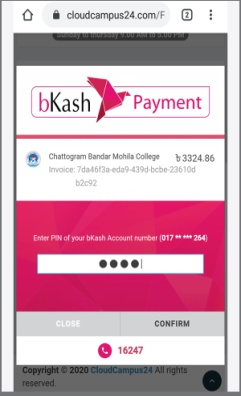 cloudcampus24.com/F
2
Sunday to thursday 9.00 AM to 5.00 PM
bKash Payment
Chattogram Bandar Mohila College ৳3324.86
Invoice: 7da46f3a-eda9-439d-bcbe-23610d
b2c92
Enter PIN of your bKash Account number (017 ** *** 264)
CLOSE CONFIRM
16247
Copyright © 2020 CloudCampus24 All rights
reserved.